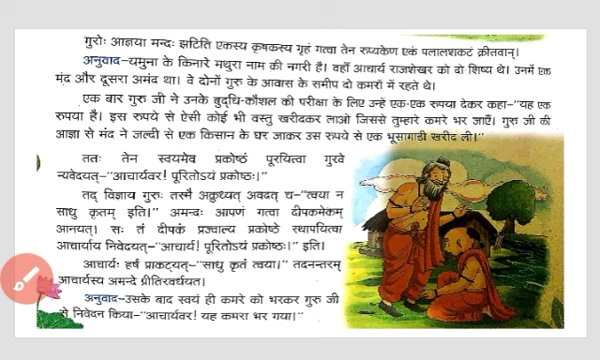 गुरोः आज्ञया मन्दः झटिति एकस्य कृषकस्य गृहं गत्वा तेन रुप्यकेण एकं पलालशकटं क्रीतवान्।
अनुवाद–यमुना के किनारे मथुरा नाम की नगरी है। वहाँ आचार्य राजशेखर को दो शिष्य थे। उनमें एक
मंद और दूसरा अमंद था। वे दोनों गुरु के आवास के समीप दो कमरों में रहते थे।
एक बार गुरु जी ने उनके बुद्धि-कौशल की परीक्षा के लिए उन्हें एक-एक रुपया देकर कहा–"यह एक
रुपया है। इस रुपये से ऐसी कोई भी वस्तु खरीदकर लाओ जिससे तुम्हारे कमरे भर जाएँ। गुरु जी की
आज्ञा से मंद ने जल्दी से एक किसान के घर जाकर उस रुपये से एक भूसागाड़ी खरीद ली।"
ततः तेन स्वयमेव प्रकोष्ठं पूरयित्वा गुरवे
न्यवेदयत्–"आचार्यवर! पूरितोऽयं प्रकोष्ठः।"
तद् विज्ञाय गुरुः तस्मै अक्रुध्यत् अवदत् च–"त्वया न
साधु कृतम् इति।" अमन्दः आपणं गत्वा दीपकमेकम्
आनयत्। सः तं दीपकं प्रज्वाल्य प्रकोष्ठे स्थापयित्वा
आचार्याय निवेदयत्–"आचार्य! पूरितोऽयं प्रकोष्ठः।" इति।
आचार्यः हर्षं प्राकटयत्–"साधु कृतं त्वया।" तदनन्तरम्
आचार्यस्य अमन्दे प्रीतिरवर्धयत।
अनुवाद–उसके बाद स्वयं ही कमरे को भरकर गुरु जी
से निवेदन किया–"आचार्यवर! यह कमरा भर गया।"